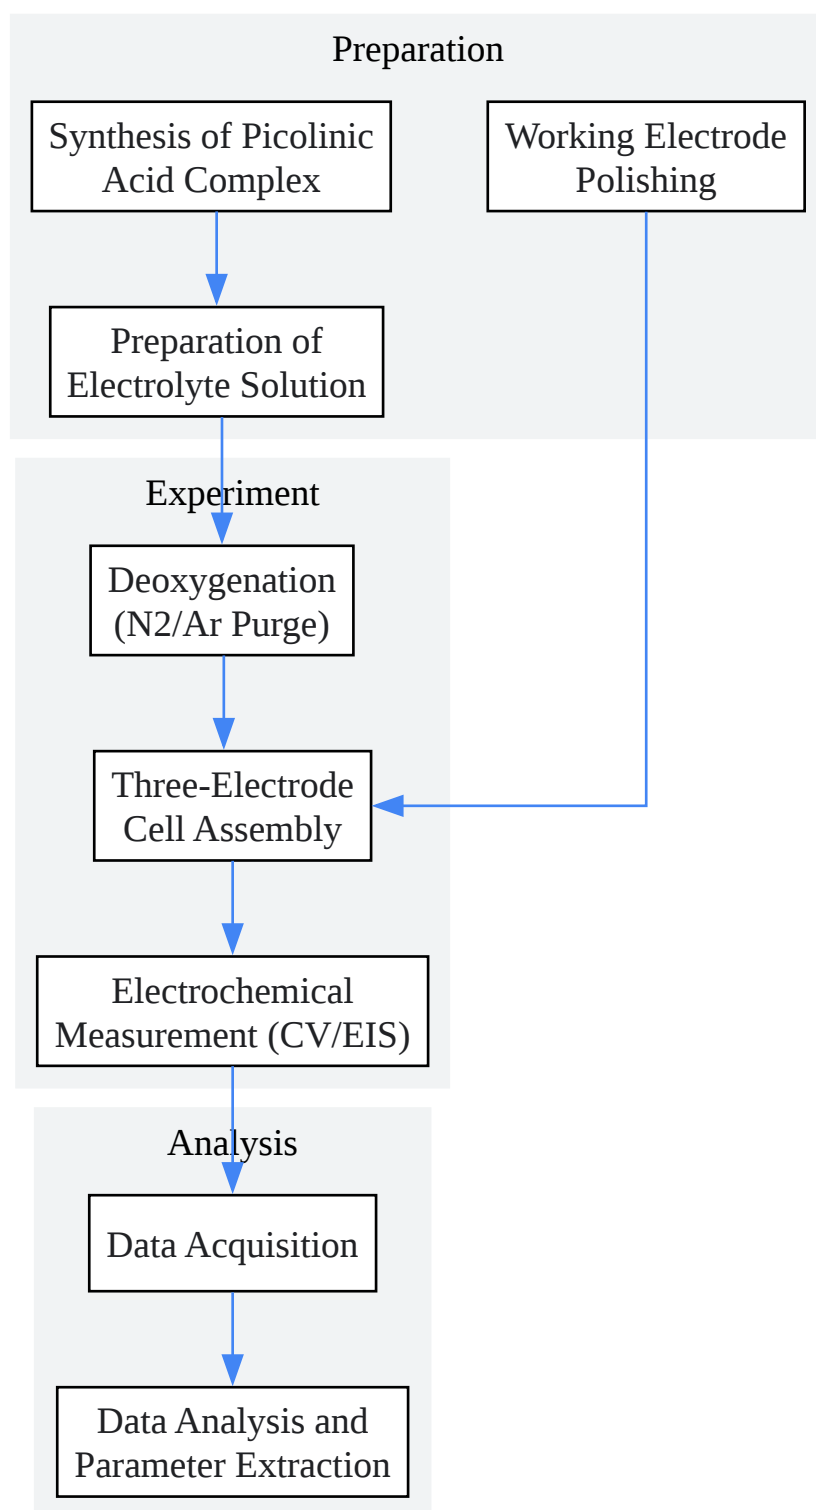 Preparation
Synthesis of Picolinic
Acid Complex
Working Electrode
Polishing
Preparation of
Electrolyte Solution
Experiment
Deoxygenation
(N2/Ar Purge)
Three-Electrode
Cell Assembly
Electrochemical
Measurement (CV/EIS)
Analysis
Data Acquisition
Data Analysis and
Parameter Extraction